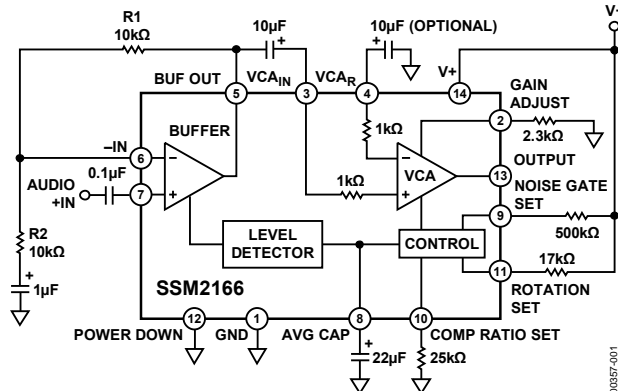 R1
10kΩ
10µF
+
10µF (OPTIONAL)
+
V+
BUF OUT
VCAIN
VCAR
V+
5
3
4
14
GAIN
ADJUST
2
2.3kΩ
BUFFER
1kΩ
–IN
6
–
0.1µF
AUDIO
+IN
7
+
1kΩ
–
+
VCA
13
OUTPUT
NOISE GATE
SET
9
500kΩ
R2
10kΩ
LEVEL
DETECTOR
CONTROL
17kΩ
11
ROTATION
SET
+
1µF
SSM2166
12
1
8
10
POWER DOWN
GND
AVG CAP
COMP RATIO SET
+
22µF
25kΩ
00357-001